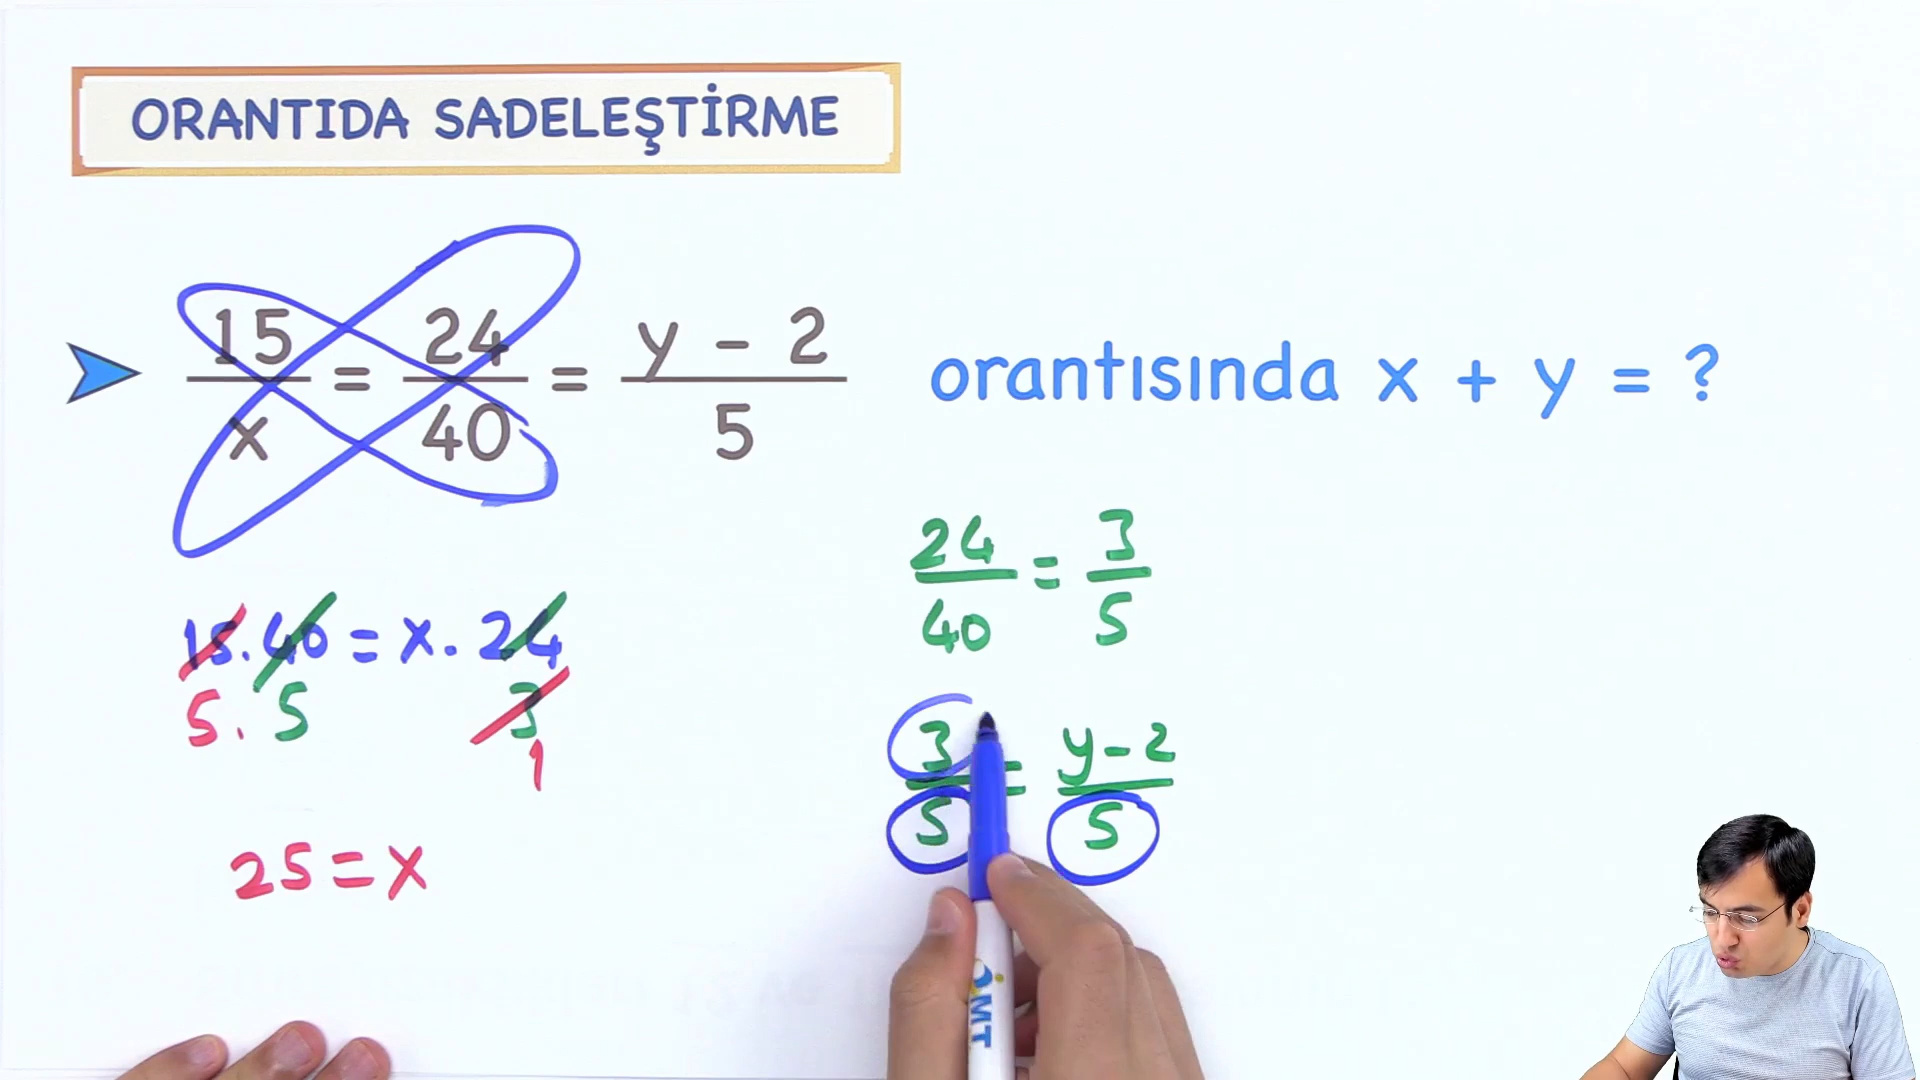 ORANTIDA SADELEŞTİRME
15/x = 24/40 = y - 2/5 orantısında x + y = ?
24/40 = 3/5
15 . 40 = x . 24
5 . 5 3
1
3/5 = y - 2/5
25 = x
MT